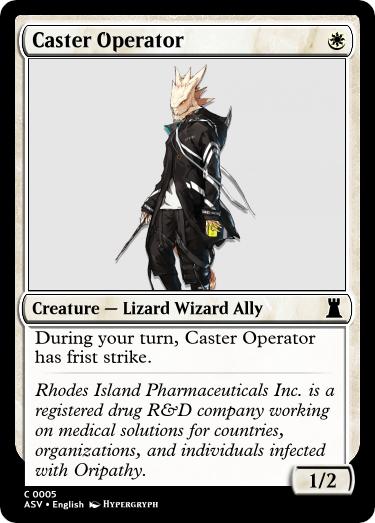 Caster Operator
Creature — Lizard Wizard Ally
During your turn, Caster Operator
has frist strike.
Rhodes Island Pharmaceuticals Inc. is a
registered drug R&D company working
on medical solutions for countries,
organizations, and individuals infected
with Oripathy.
1/2
C 0005
ASV • English HYPERGRYPH